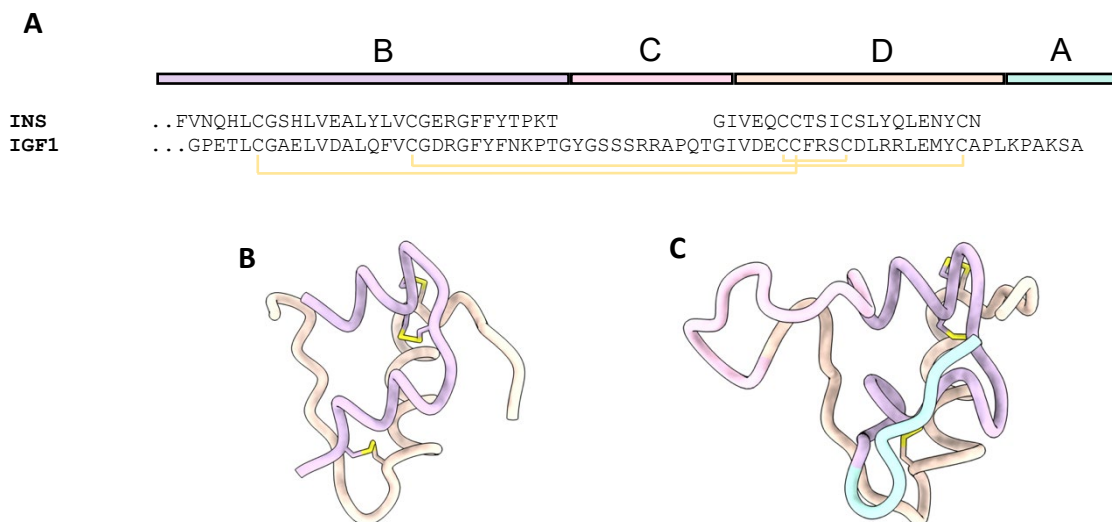 A
B C D A
INS ..FVNQHLCGSHLVEALYLVCGERGFFYTPKT GIVEQCCTSICSLYQLENYCN
IGF1 ...GPETLCGAELVDALQFVCGDRGFYFNKPTGYGSSSRRAPQTGIVDECCFRSCDLRRLEMYCAPLKPAKSA
B C